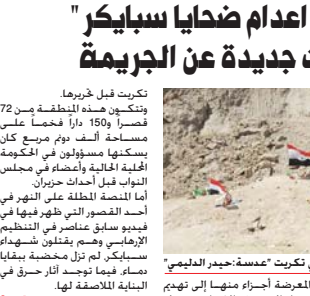 اعدام ضحايا سبايكر "
ت جديدة عن الجريمة
تكريت قبل تحريرها.
وتتكون هذه المنطقة من 72
قصراً و150 داراً فخمـاً على
مساحة ألف دونم مربع كان
يسكنها مسؤولون في الحكومة
المحلية الحالية وأعضاء في مجلس
النواب قبل أحداث حزيران.
أما المنصة المطلة على النهر في
أحد القصور التي ظهر فيها في
فيديو سابق عناصر في التنظيم
الإرهابي وهم يقتلون شهداء
سبايكر لم تزل مخضبة ببقايا
دماء, فيما توجد آثار حرق في
البناية الملاصقة لها.
ي تكريت "عدسة:حيدر الدليمي"
المعرضة أجزاء منها إلى تهديم